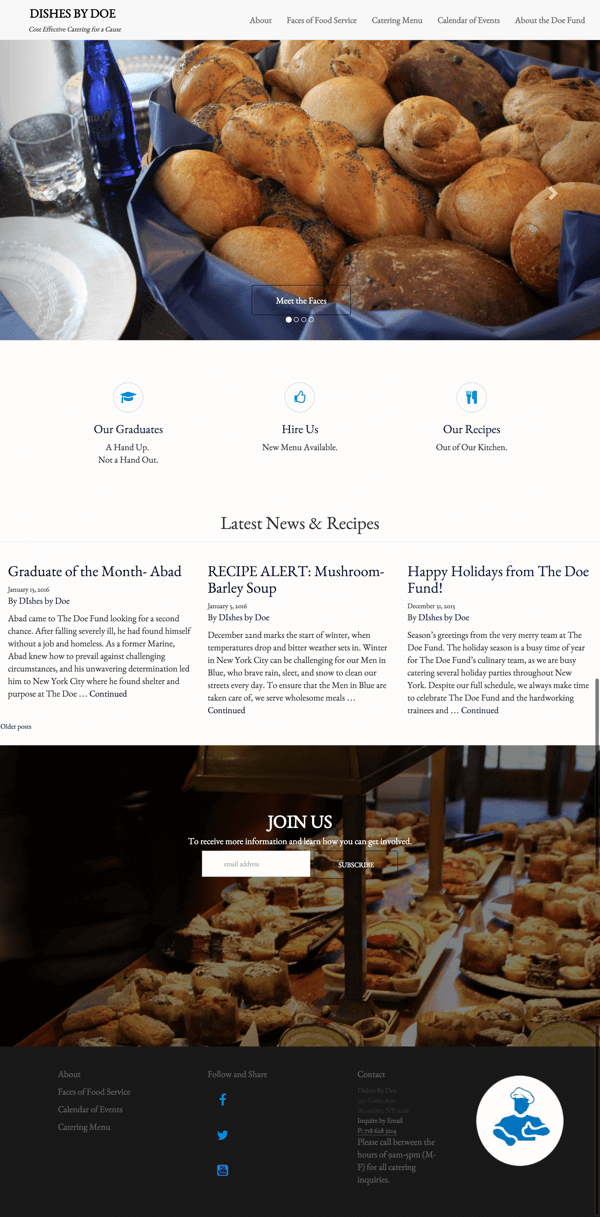 DISHES BY DOE
Cost Effective Catering for a Cause
About
Faces of Food Service
Catering Menu
Calendar of Events
About the Doe Fund
Meet the Faces
Our Graduates
A Hand Up.
Not a Hand Out.
Hire Us
New Menu Available.
Our Recipes
Out of Our Kitchen.
Latest News & Recipes
Graduate of the Month- Abad
January 13, 2016
By DIshes by Doe
Abad came to The Doe Fund looking for a second
chance. After falling severely ill, he had found himself
without a job and homeless. As a former Marine,
Abad knew how to prevail against challenging
circumstances, and his unwavering determination led
him to New York City where he found shelter and
purpose at The Doe … Continued
RECIPE ALERT: Mushroom-
Barley Soup
January 5, 2016
By DIshes by Doe
December 22nd marks the start of winter, when
temperatures drop and bitter weather sets in. Winter
in New York City can be challenging for our Men in
Blue, who brave rain, sleet, and snow to clean our
streets every day. To ensure that the Men in Blue are
taken care of, we serve wholesome meals …
Continued
Happy Holidays from The Doe
Fund!
December 31, 2015
By DIshes by Doe
Season's greetings from the very merry team at The
Doe Fund. The holiday season is a busy time of year
for The Doe Fund's culinary team, as we are busy
catering several holiday parties throughout New
York. Despite our full schedule, we always make time
to celebrate The Doe Fund and the hardworking
trainees and … Continued
Older posts
JOIN US
To receive more information and learn how you can get involved.
email address
SUBSCRIBE
About
Faces of Food Service
Calendar of Events
Catering Menu
Follow and Share
Contact
Dishes By Doe
Brooklyn, NY
Inquire by Email
P: 718 628 3224
Please call between the
hours of 9am-5pm (M-
F) for all catering
inquiries.